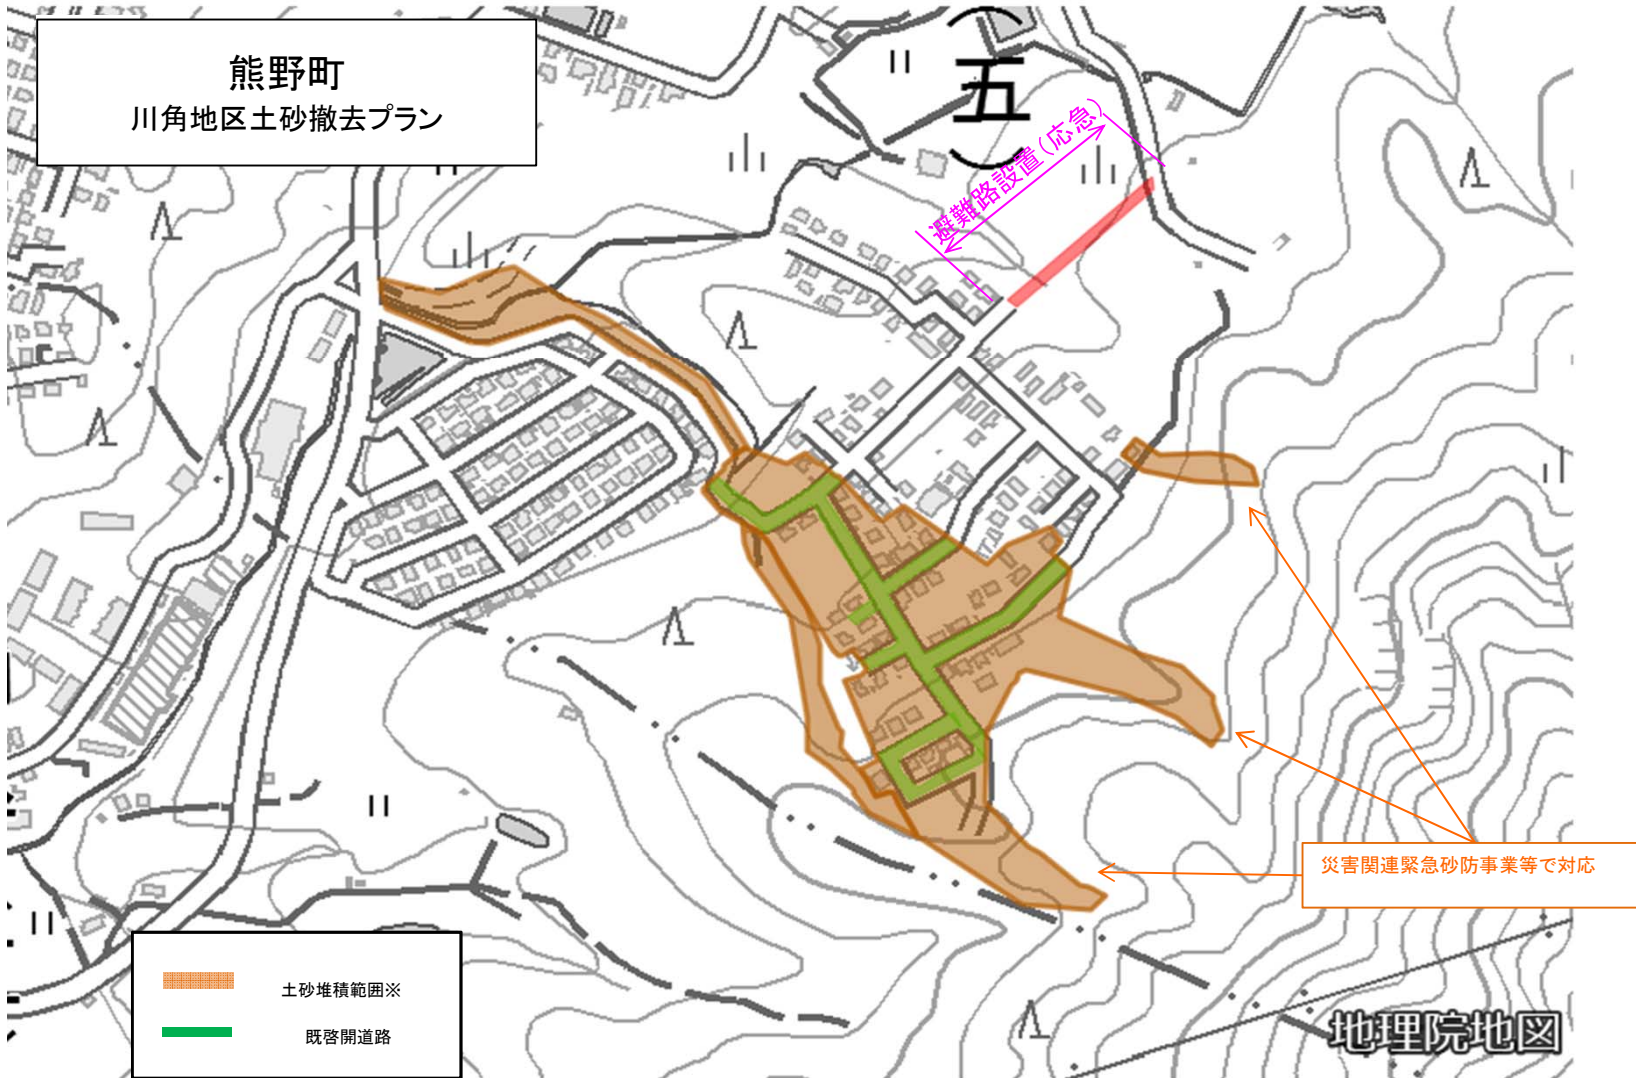 熊野町
川角地区土砂撤去プラン
(五)
避難路設置(応急)
災害関連緊急砂防事業等で対応
土砂堆積範囲※
既啓開道路
地理院地図